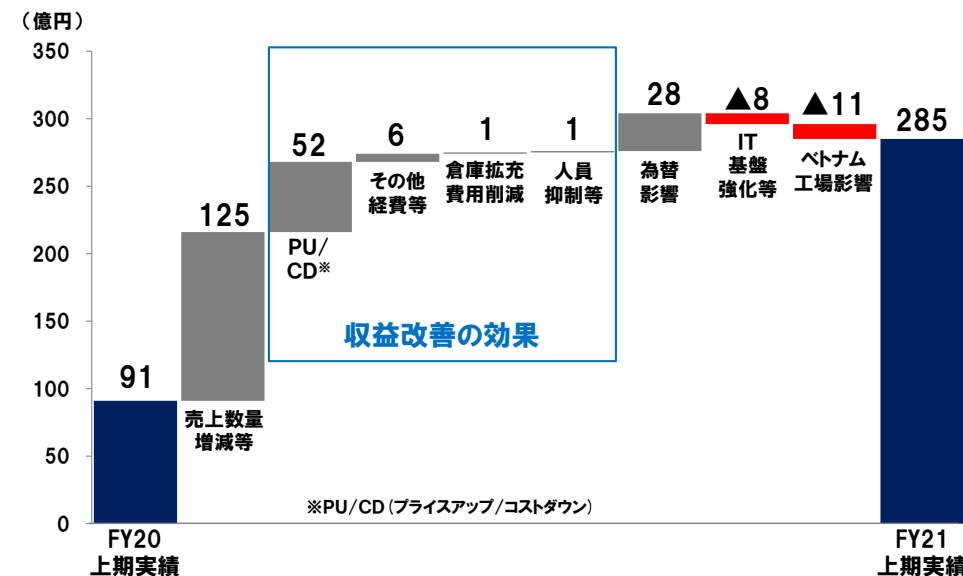 （億円）
350
300
250
200
150
100
50
0
91
FY20
上期実績
125
売上数量
増減等
52
PU/
CD※
6
その他
経費等
1
倉庫拡充
費用削減
1
人員
抑制等
収益改善の効果
28
為替
影響
▲8
IT
基盤
強化等
▲11
ベトナム
工場影響
285
FY21
上期実績
※PU/CD（プライスアップ/コストダウン）